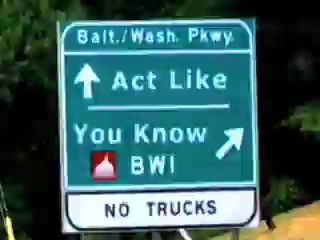 Balt./Wash. Pkwy.
Act Like
You Know
BWI
NO TRUCKS